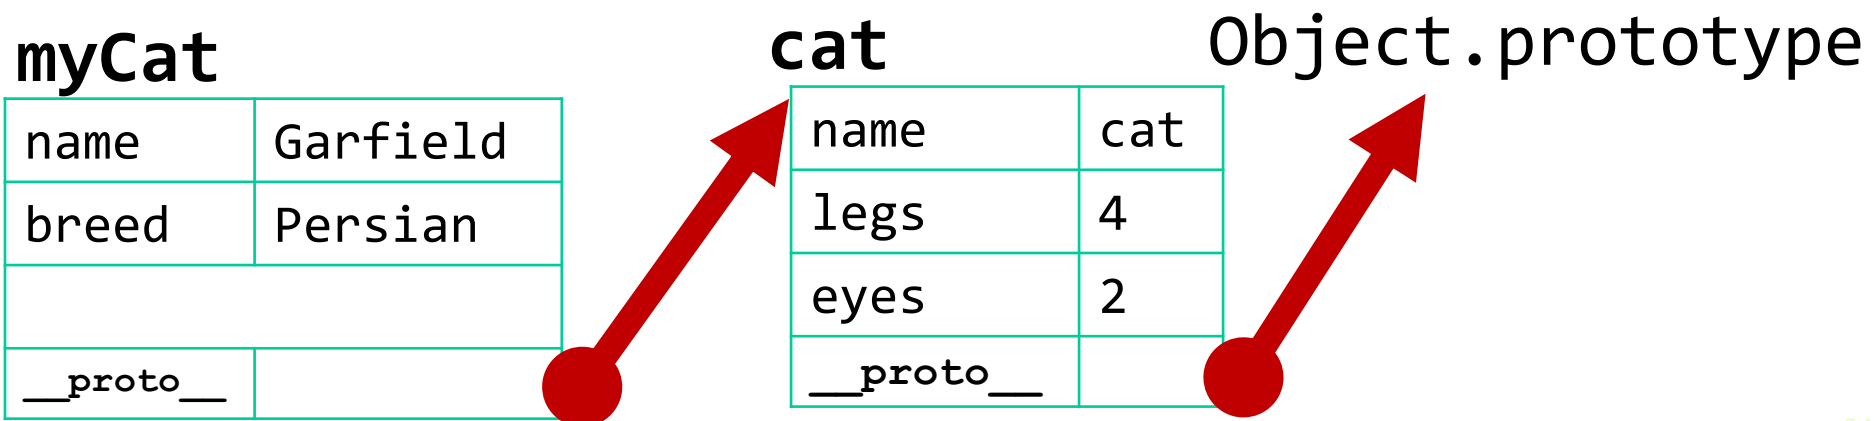 myCat
name Garfield
breed Persian
__proto__
cat
name cat
legs 4
eyes 2
__proto__
Object.prototype